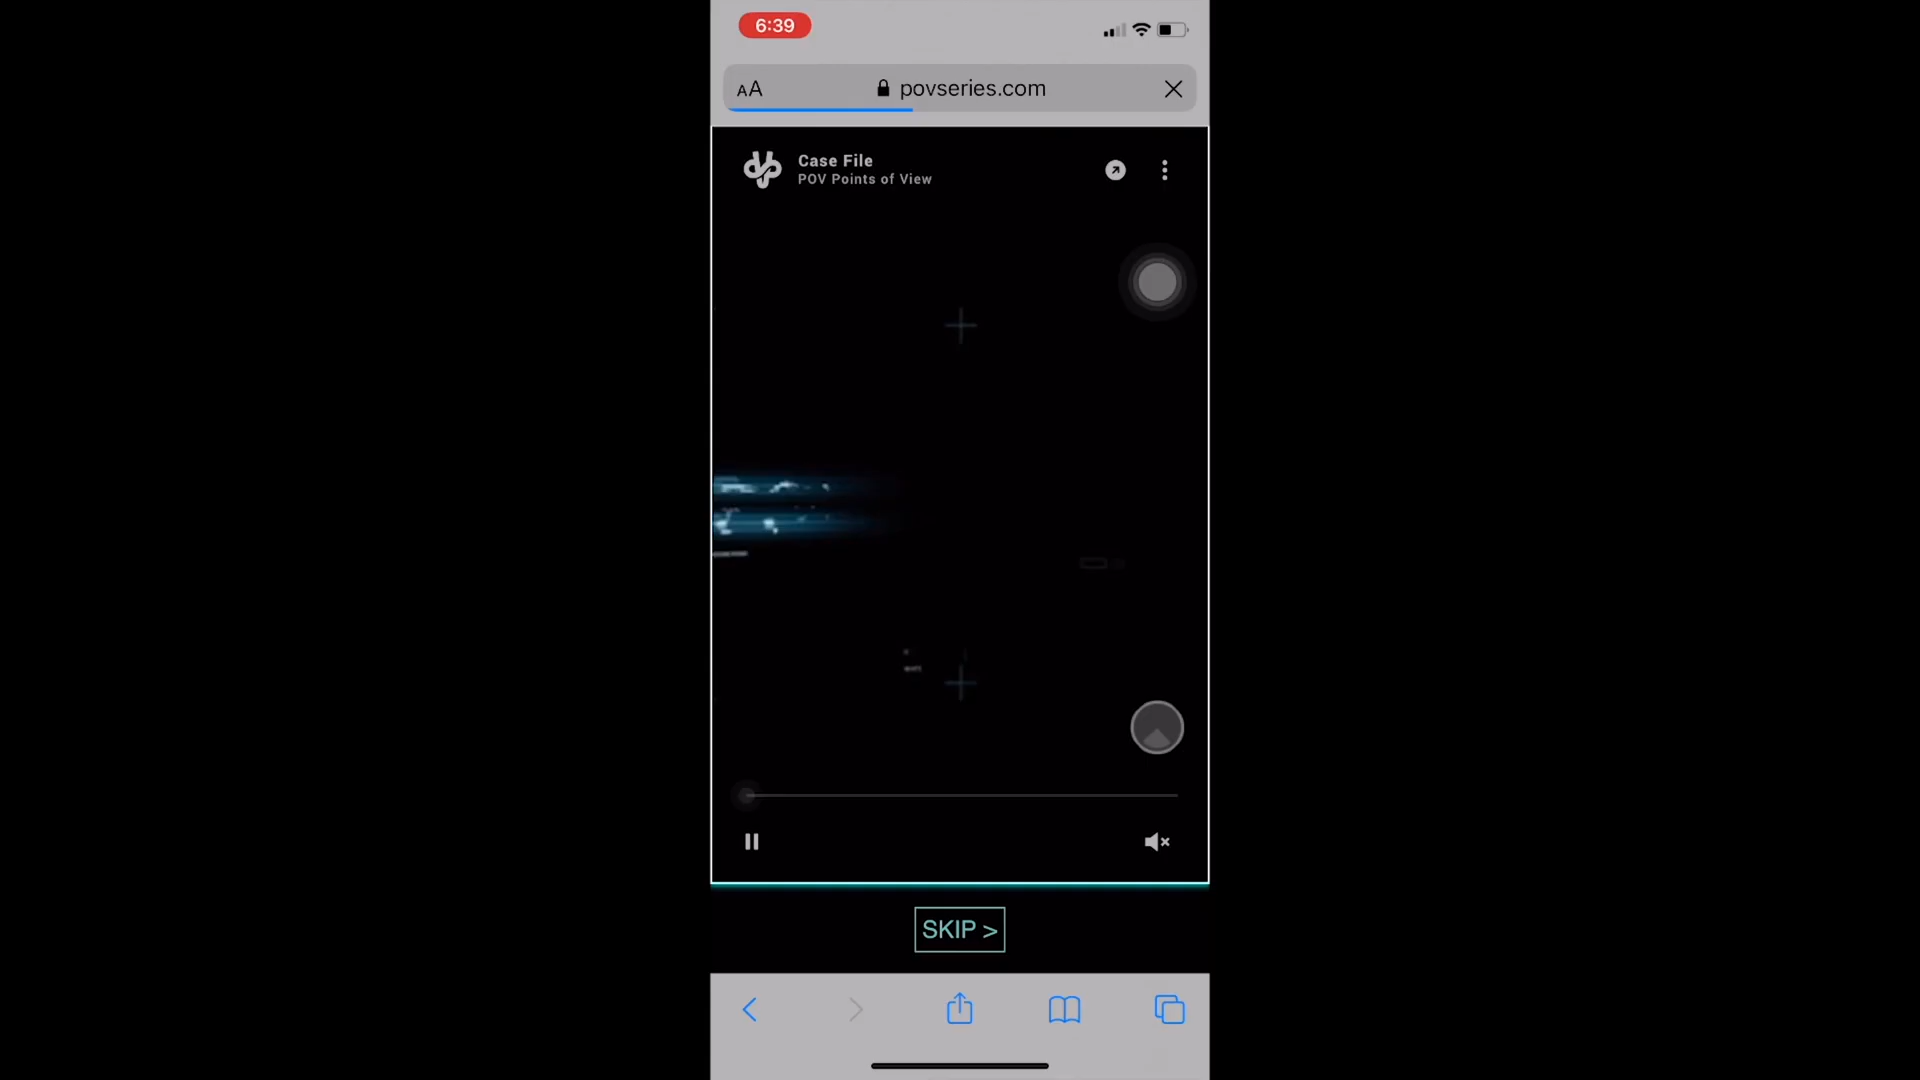 6:39
AA povseries.com
Case File
POV Points of View
SKIP >